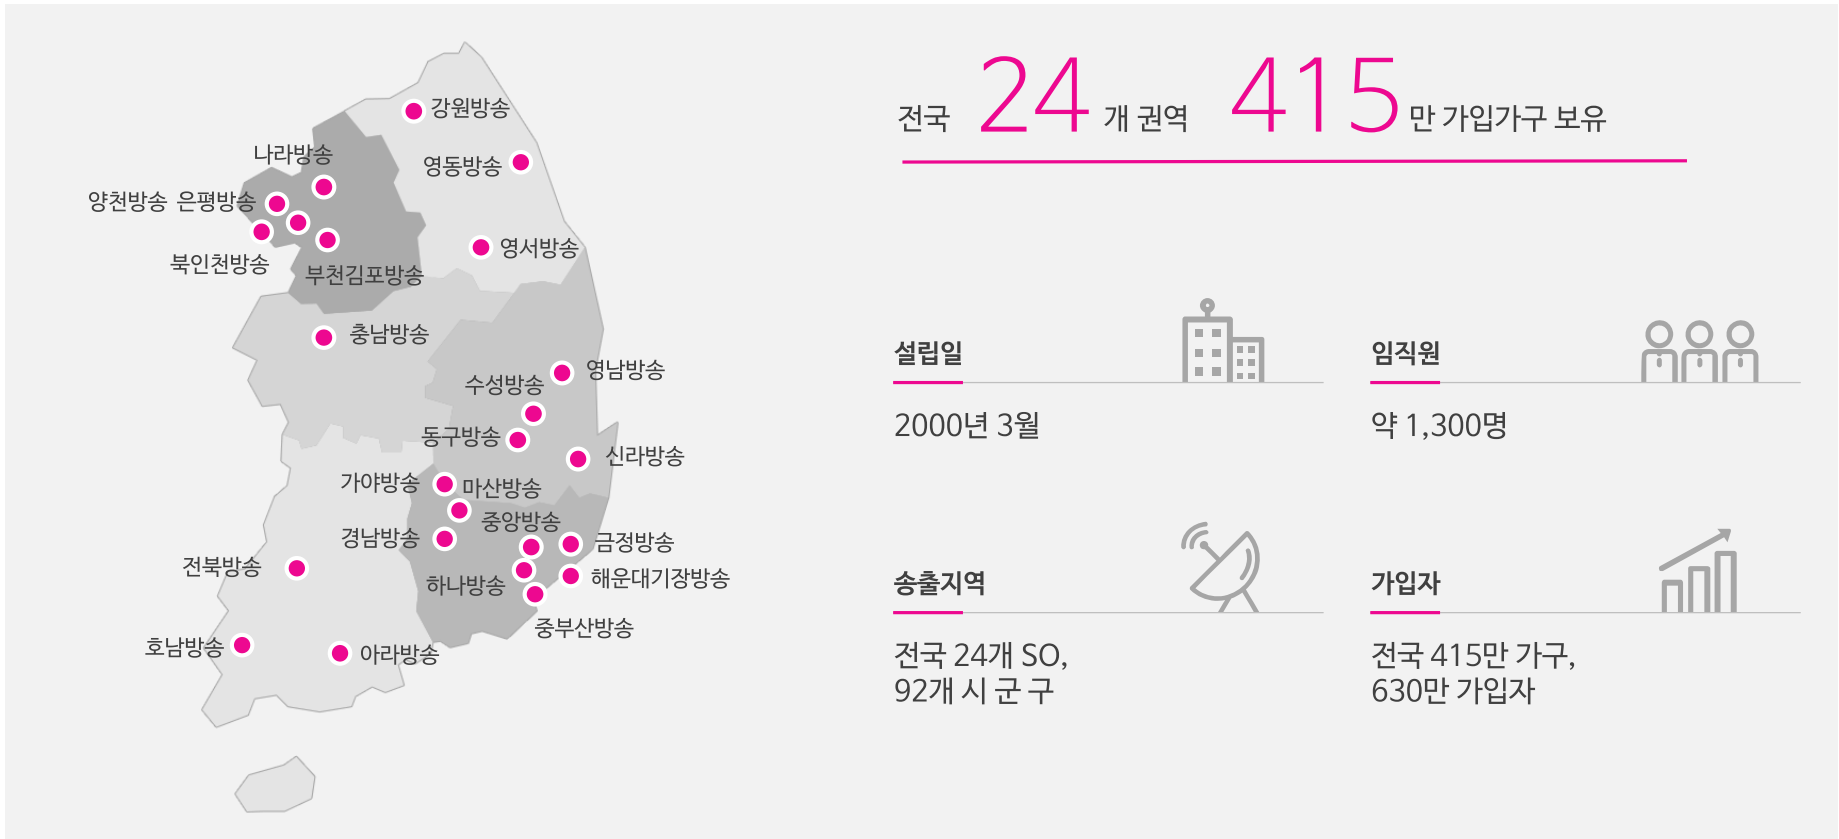 강원방송
나라방송
영동방송
양천방송 은평방송
영서방송
북인천방송
부천김포방송
충남방송
영남방송
수성방송
동구방송
신라방송
가야방송
마산방송
중앙방송
경남방송
금정방송
전북방송
하나방송
해운대기장방송
중부산방송
호남방송
아라방송
전국 24개 권역 415만 가입가구 보유
설립일
2000년 3월
임직원
약 1,300명
송출지역
전국 24개 SO,
92개 시 군 구
가입자
전국 415만 가구,
630만 가입자